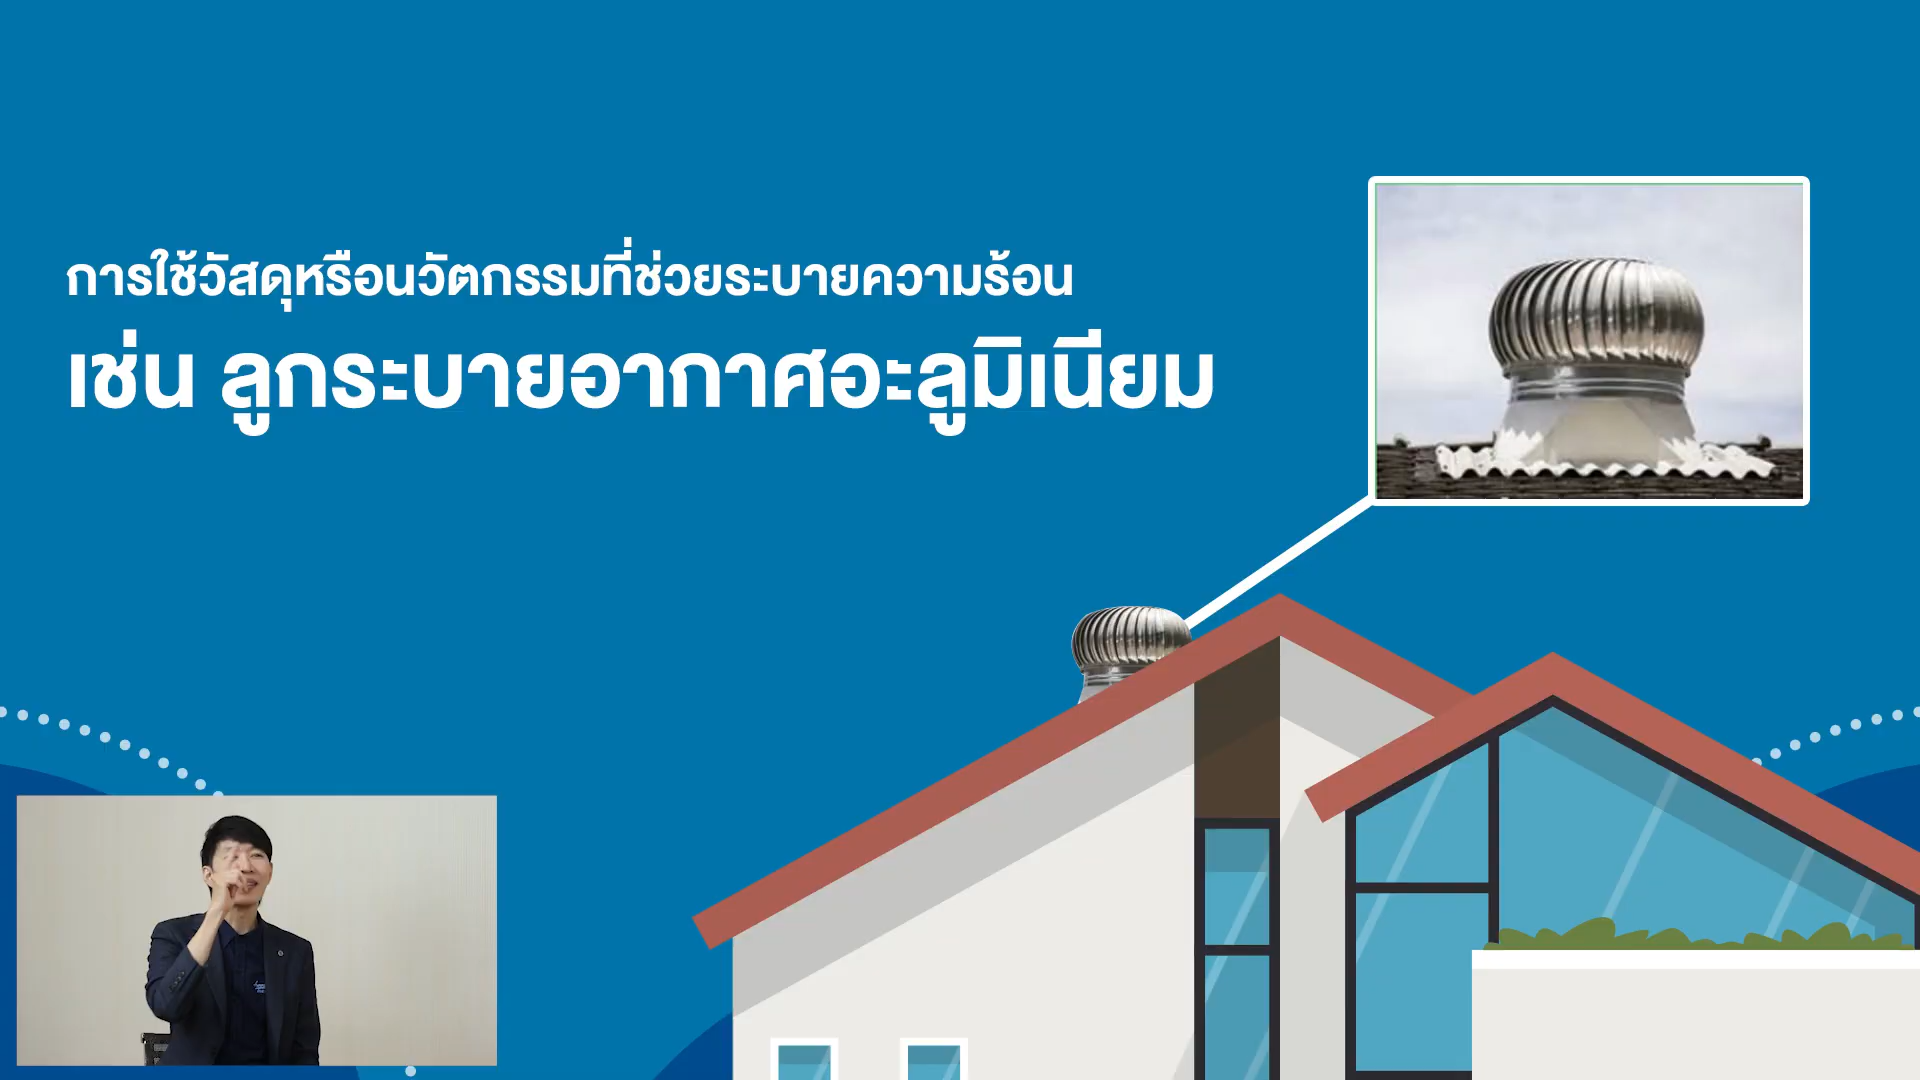 การใช้วัสดุหรือนวัตกรรมที่ช่วยระบายความร้อน
เช่น ลูกระบายอากาศอะลูมิเนียม